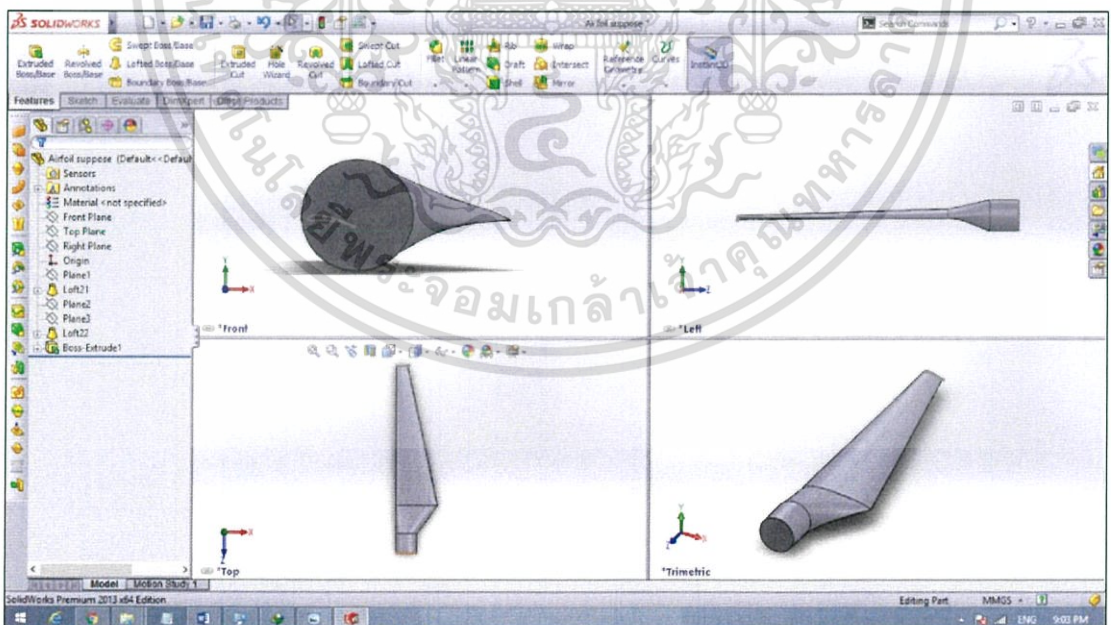 SOLIDWORKS
Airfoil suppose *
Search Commands
Extruded Boss/Base
Revolved Boss/Base
Swept Boss/Base
Lofted Boss/Base
Boundary Boss/Base
Extruded Cut
Hole Wizard
Revolved Cut
Swept Cut
Lofted Cut
Boundary Cut
Fillet
Linear Pattern
Rib
Draft
Shell
Wrap
Intersect
Mirror
Reference Geometry
Curves
Instant3D
Features
Sketch
Evaluate
DimXpert
Office Products
Airfoil suppose (Default<<Default
Sensors
Annotations
Material <not specified>
Front Plane
Top Plane
Right Plane
Origin
Plane1
Loft21
Plane2
Plane3
Loft22
Boss-Extrude1
*Front
*Left
*Top
*Trimetric
Model
Motion Study 1
SolidWorks Premium 2013 x64 Edition
Editing Part
MMGS
ENG
9:03 PM